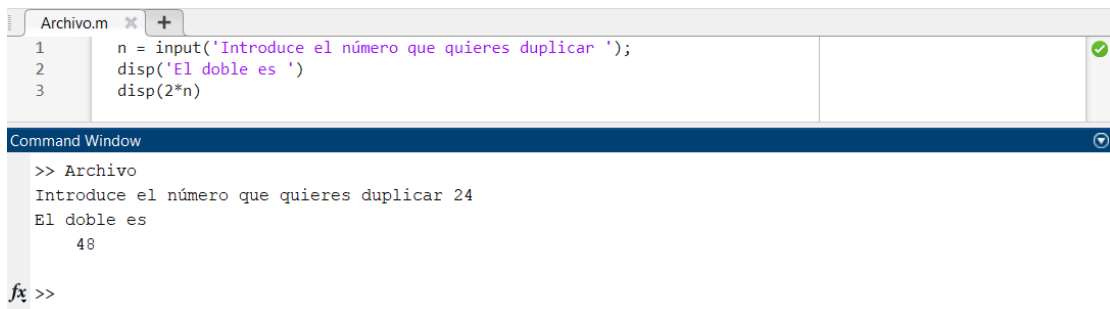 Archivo.m
1 n = input('Introduce el número que quieres duplicar ');
2 disp('El doble es ')
3 disp(2*n)
Command Window
>> Archivo
Introduce el número que quieres duplicar 24
El doble es
48
fx >>